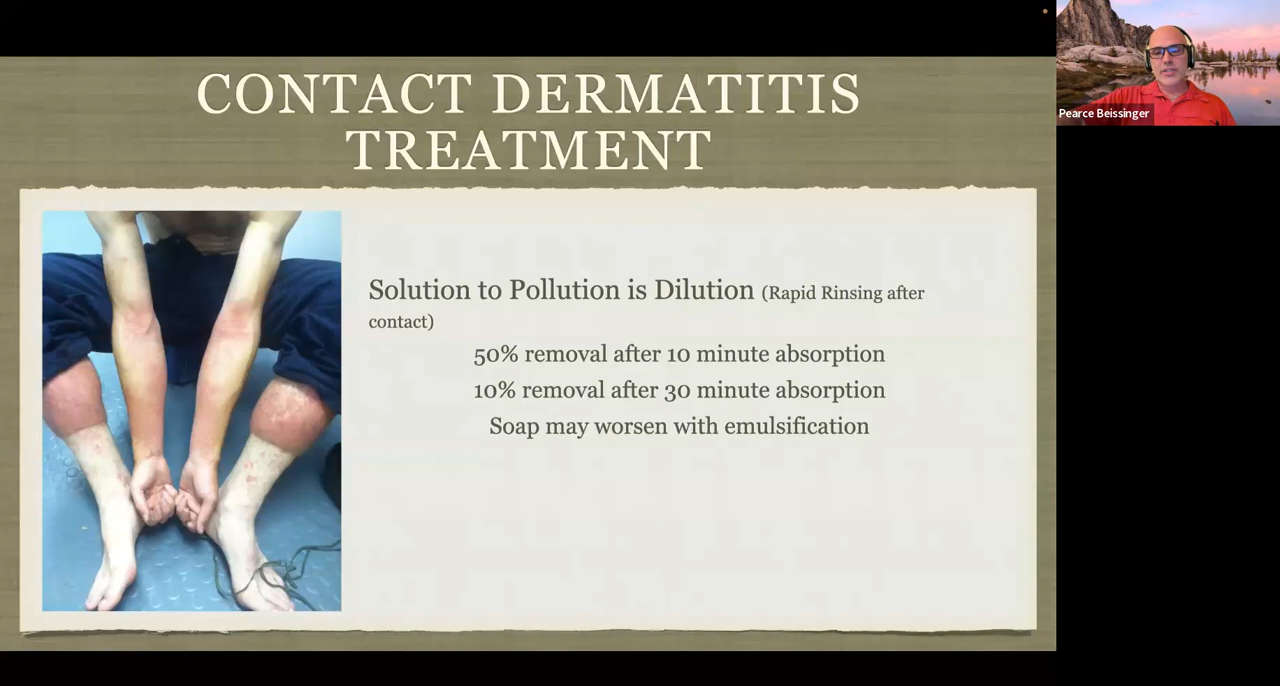 CONTACT DERMATITIS
TREATMENT
Pearce Beissinger
Solution to Pollution is Dilution (Rapid Rinsing after
contact)
50% removal after 10 minute absorption
10% removal after 30 minute absorption
Soap may worsen with emulsification